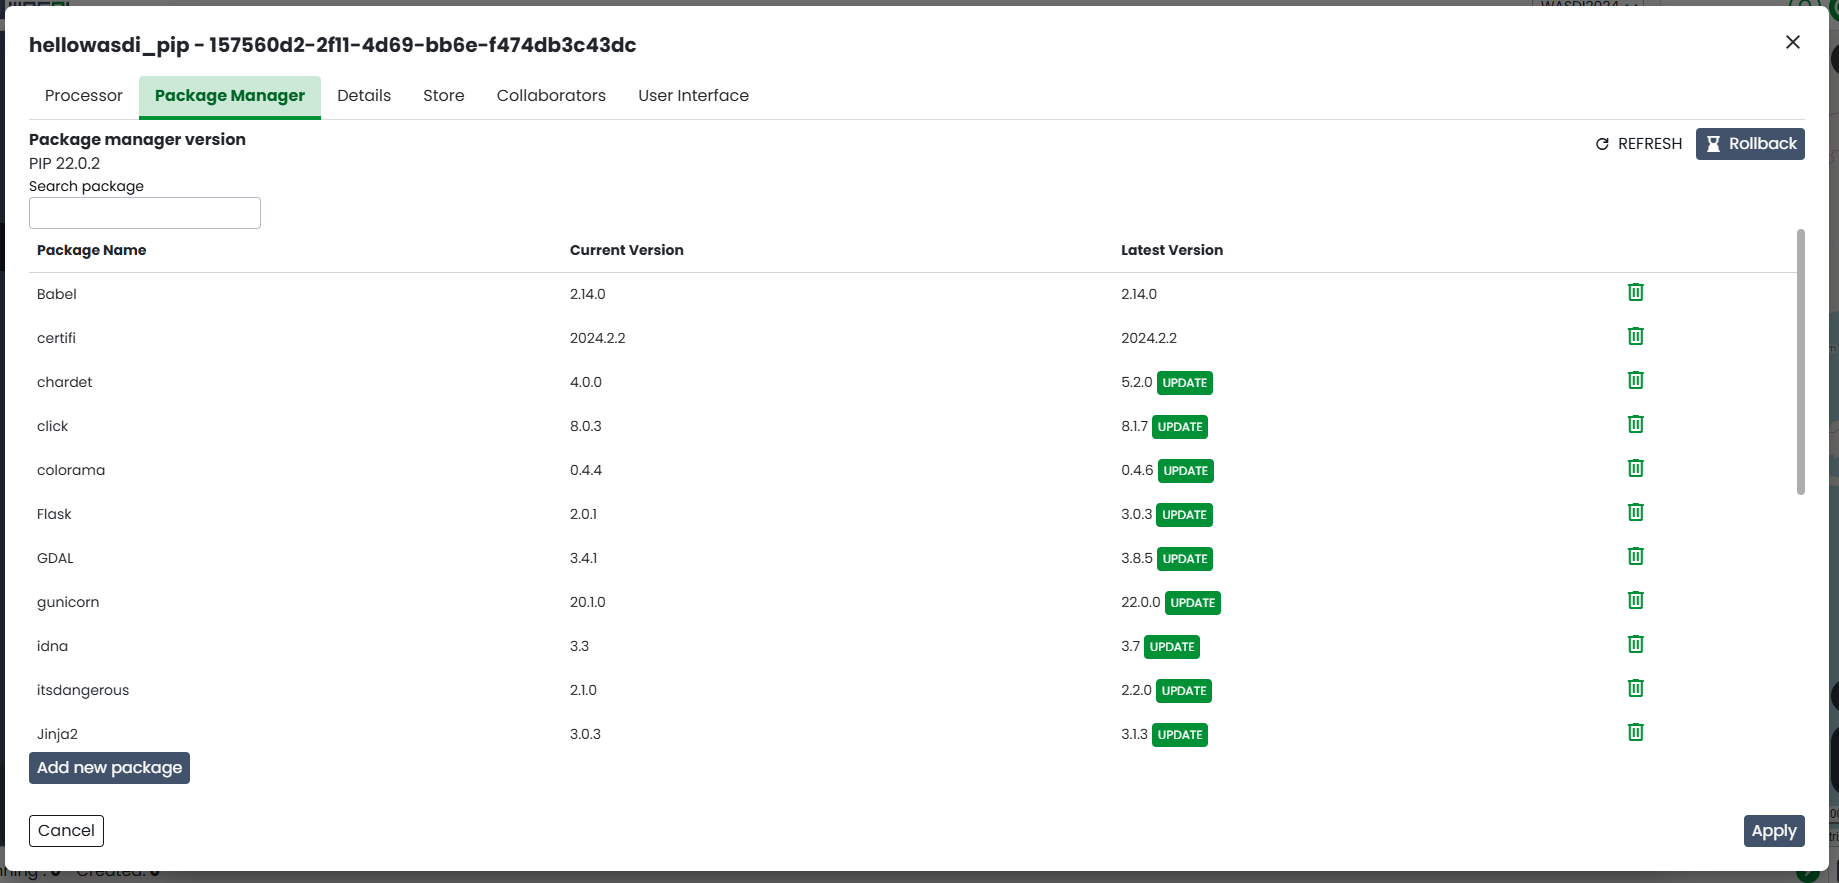 hellowasdi_pip - 157560d2-2f11-4d69-bb6e-f474db3c43dc
Processor Package Manager Details Store Collaborators User Interface
Package manager version
PIP 22.0.2
REFRESH Rollback
Search package
Package Name Current Version Latest Version
Babel 2.14.0 2.14.0
certifi 2024.2.2 2024.2.2
chardet 4.0.0 5.2.0 UPDATE
click 8.0.3 8.1.7 UPDATE
colorama 0.4.4 0.4.6 UPDATE
Flask 2.0.1 3.0.3 UPDATE
GDAL 3.4.1 3.8.5 UPDATE
gunicorn 20.1.0 22.0.0 UPDATE
idna 3.3 3.7 UPDATE
itsdangerous 2.1.0 2.2.0 UPDATE
Jinja2 3.0.3 3.1.3 UPDATE
Add new package
Cancel Apply